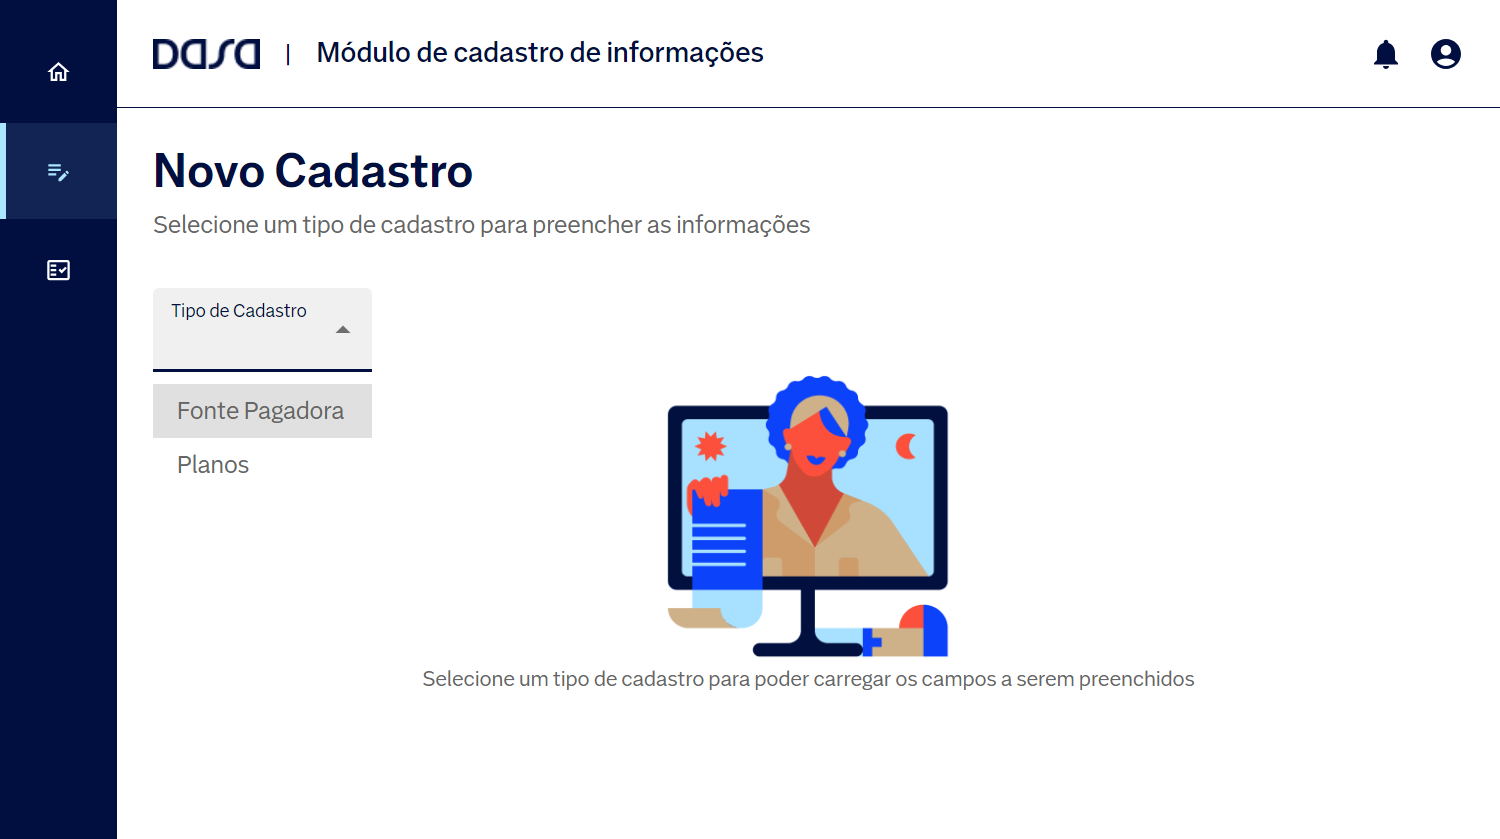 Dasa | Módulo de cadastro de informações
Novo Cadastro
Selecione um tipo de cadastro para preencher as informações
Tipo de Cadastro
Fonte Pagadora
Planos
Selecione um tipo de cadastro para poder carregar os campos a serem preenchidos